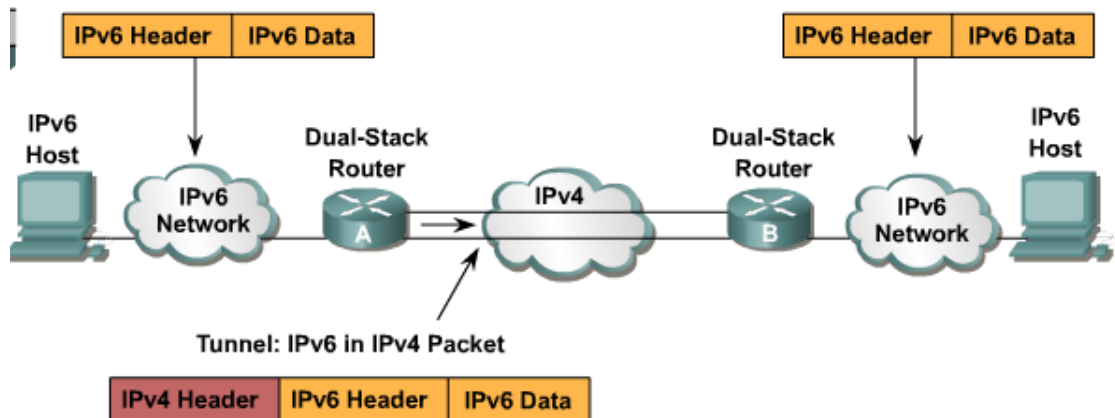 IPv6 Header IPv6 Data
IPv6 Header IPv6 Data
IPv6
Host
IPv6
Network
Dual-Stack
Router
A
IPv4
Dual-Stack
Router
B
IPv6
Network
IPv6
Host
Tunnel: IPv6 in IPv4 Packet
IPv4 Header IPv6 Header IPv6 Data